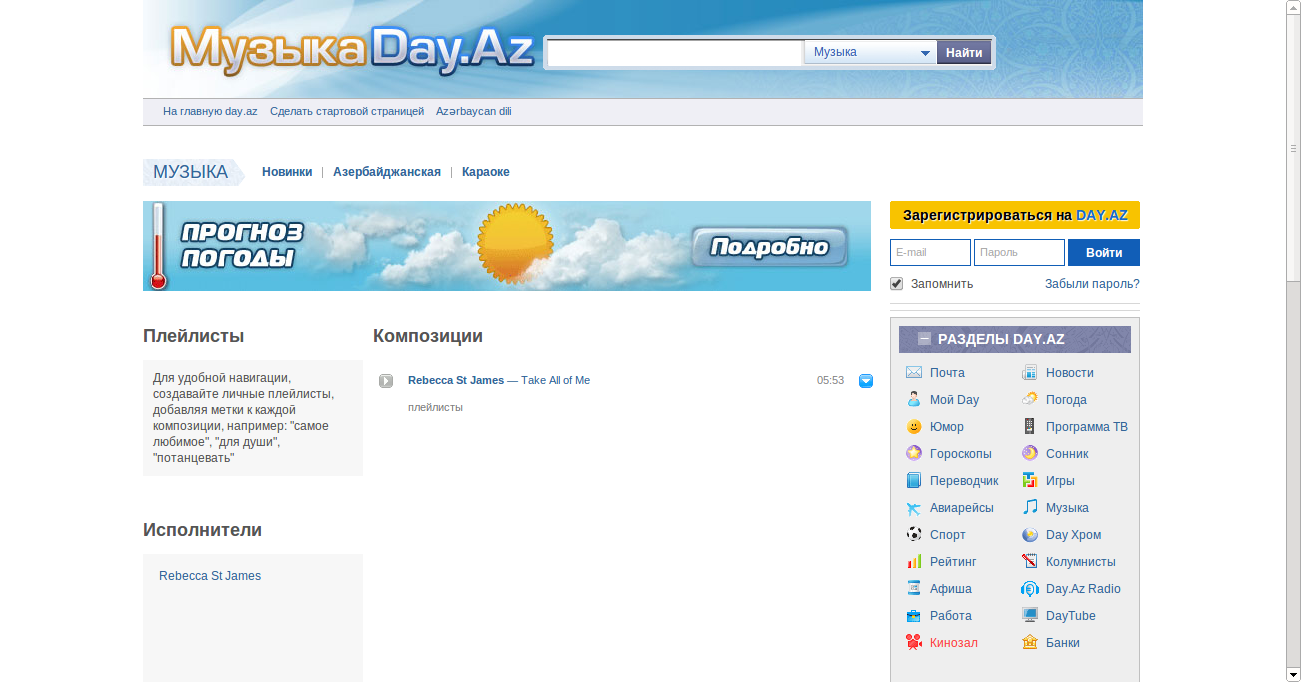 МузыкаDay.Az
Музыка
Найти
На главную day.az
Сделать стартовой страницей
Azərbaycan dili
МУЗЫКА
Новинки | Азербайджанская | Караоке
ПРОГНОЗ
ПОГОДЫ
Подробно
Зарегистрироваться на DAY.AZ
E-mail
Пароль
Войти
Запомнить
Забыли пароль?
Плейлисты
Для удобной навигации,
создавайте личные плейлисты,
добавляя метки к каждой
композиции, например: "самое
любимое", "для души",
"потанцевать"
Исполнители
Rebecca St James
Композиции
Rebecca St James — Take All of Me
05:53
плейлисты
РАЗДЕЛЫ DAY.AZ
Почта
Новости
Мой Day
Погода
Юмор
Программа ТВ
Гороскопы
Сонник
Переводчик
Игры
Авиарейсы
Музыка
Спорт
Day Хром
Рейтинг
Колумнисты
Афиша
Day.Az Radio
Работа
DayTube
Кинозал
Банки